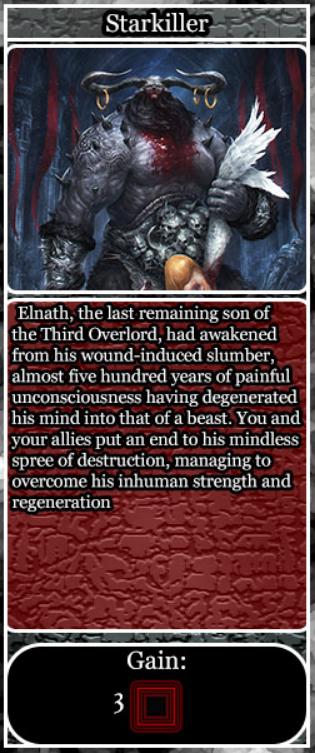 Starkiller
Elnath, the last remaining son of
the Third Overlord, had awakened
from his wound-induced slumber,
almost five hundred years of painful
unconsciousness having degenerated
his mind into that of a beast. You and
your allies put an end to his mindless
spree of destruction, managing to
overcome his inhuman strength and
regeneration
Gain:
3